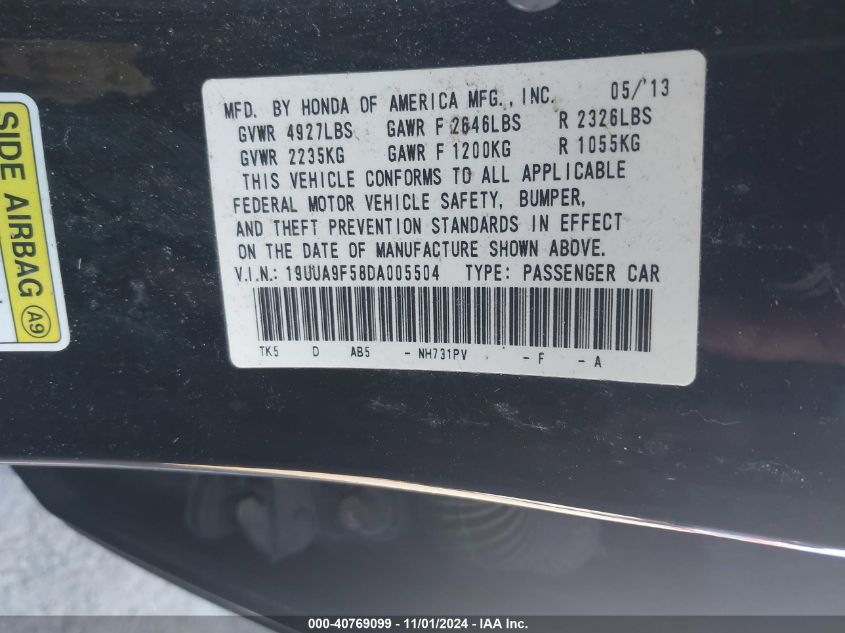 MFD. BY HONDA OF AMERICA MFG., INC. 05/'13
GVWR 4927LBS GAWR F 2646LBS R 2326LBS
GVWR 2235KG GAWR F 1200KG R 1055KG
THIS VEHICLE CONFORMS TO ALL APPLICABLE
FEDERAL MOTOR VEHICLE SAFETY, BUMPER,
AND THEFT PREVENTION STANDARDS IN EFFECT
ON THE DATE OF MANUFACTURE SHOWN ABOVE.
V.I.N.: 19UUA9F58DA005504 TYPE: PASSENGER CAR
TK5 D AB5 - NH731PV - F - A
SIDE AIRBAG A9
000-40769099 - 11/01/2024 - IAA Inc.